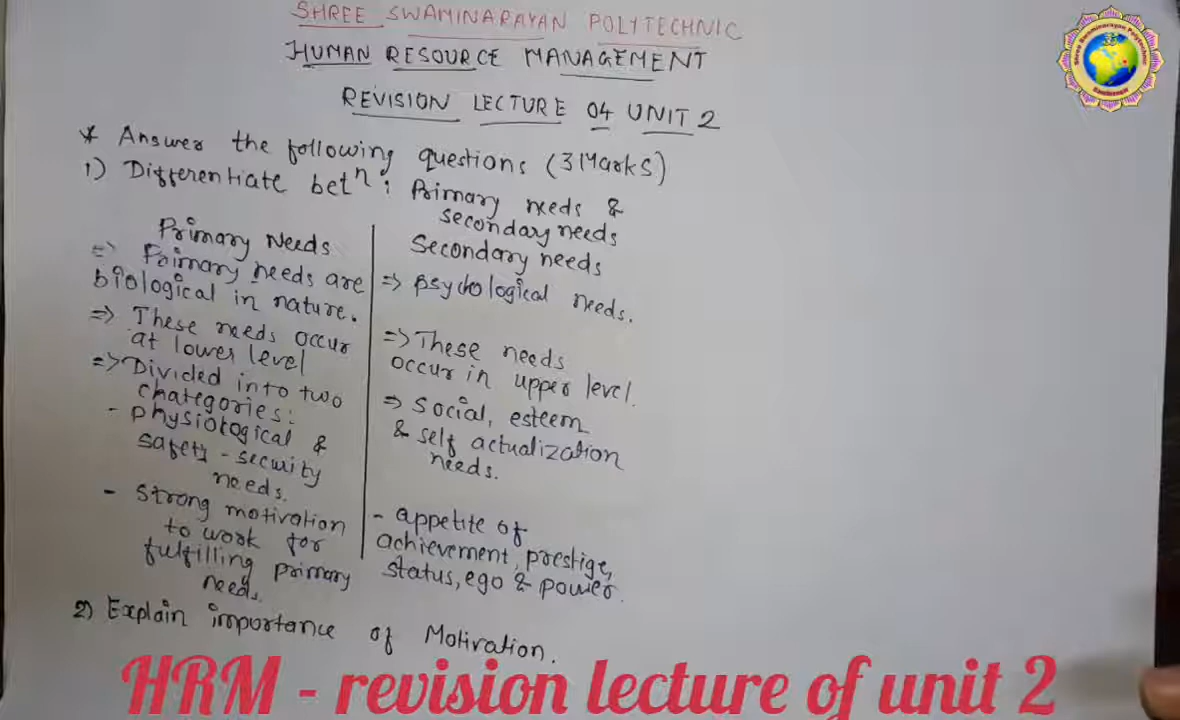 SHREE SWAMINARAYAN POLYTECHNIC
HUMAN RESOURCE MANAGEMENT
REVISION LECTURE 04 UNIT 2
* Answer the following questions (3 Marks)
1) Differentiate betn : Primary needs &
secondary needs
Primary Needs
=> Primary needs are
biological in nature.
=> These needs occur
at lower level
=> Divided into two
chategories:
- physiological &
safety - security
needs.
- Strong motivation
to work for
fulfilling primary
needs.
Secondary needs
=> psychological needs.
=> These needs
occur in upper level.
=> Social, esteem
& self actualization
needs.
- appetite of
achievement, prestige,
status, ego & power.
2) Explain importance of Motivation.
HRM - revision lecture of unit 2
Shree Swaminarayan Polytechnic